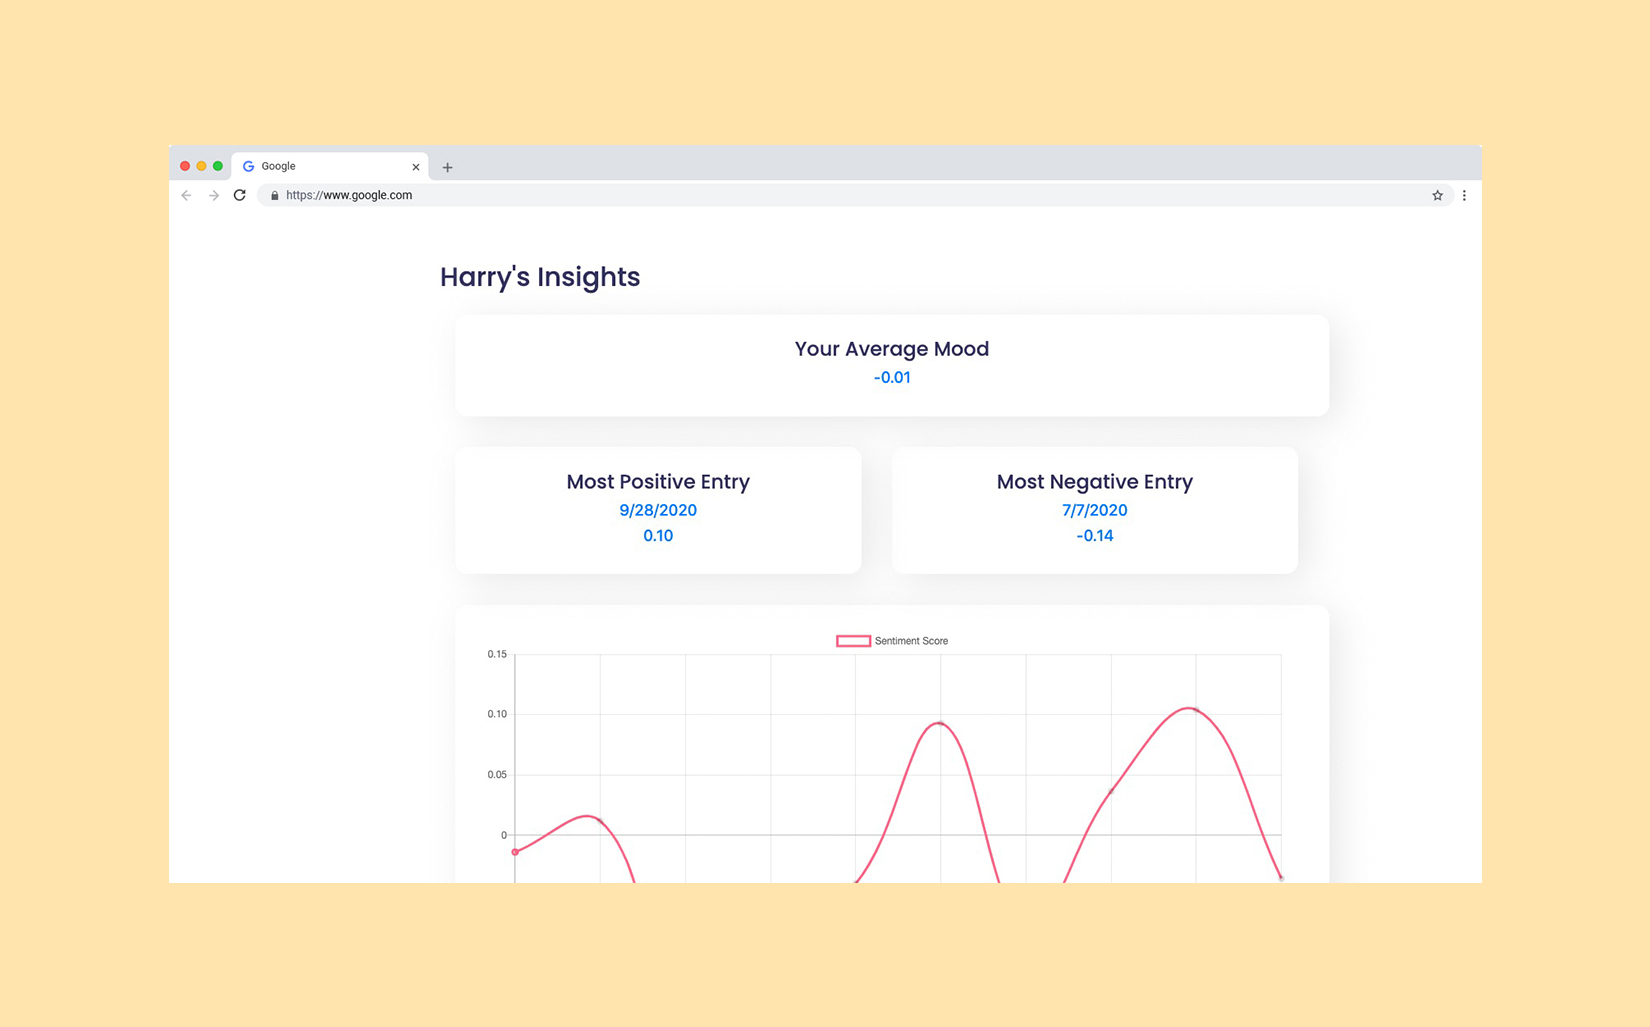 Google
https://www.google.com
Harry's Insights
Your Average Mood
-0.01
Most Positive Entry
9/28/2020
0.10
Most Negative Entry
7/7/2020
-0.14
Sentiment Score
0.15
0.10
0.05
0